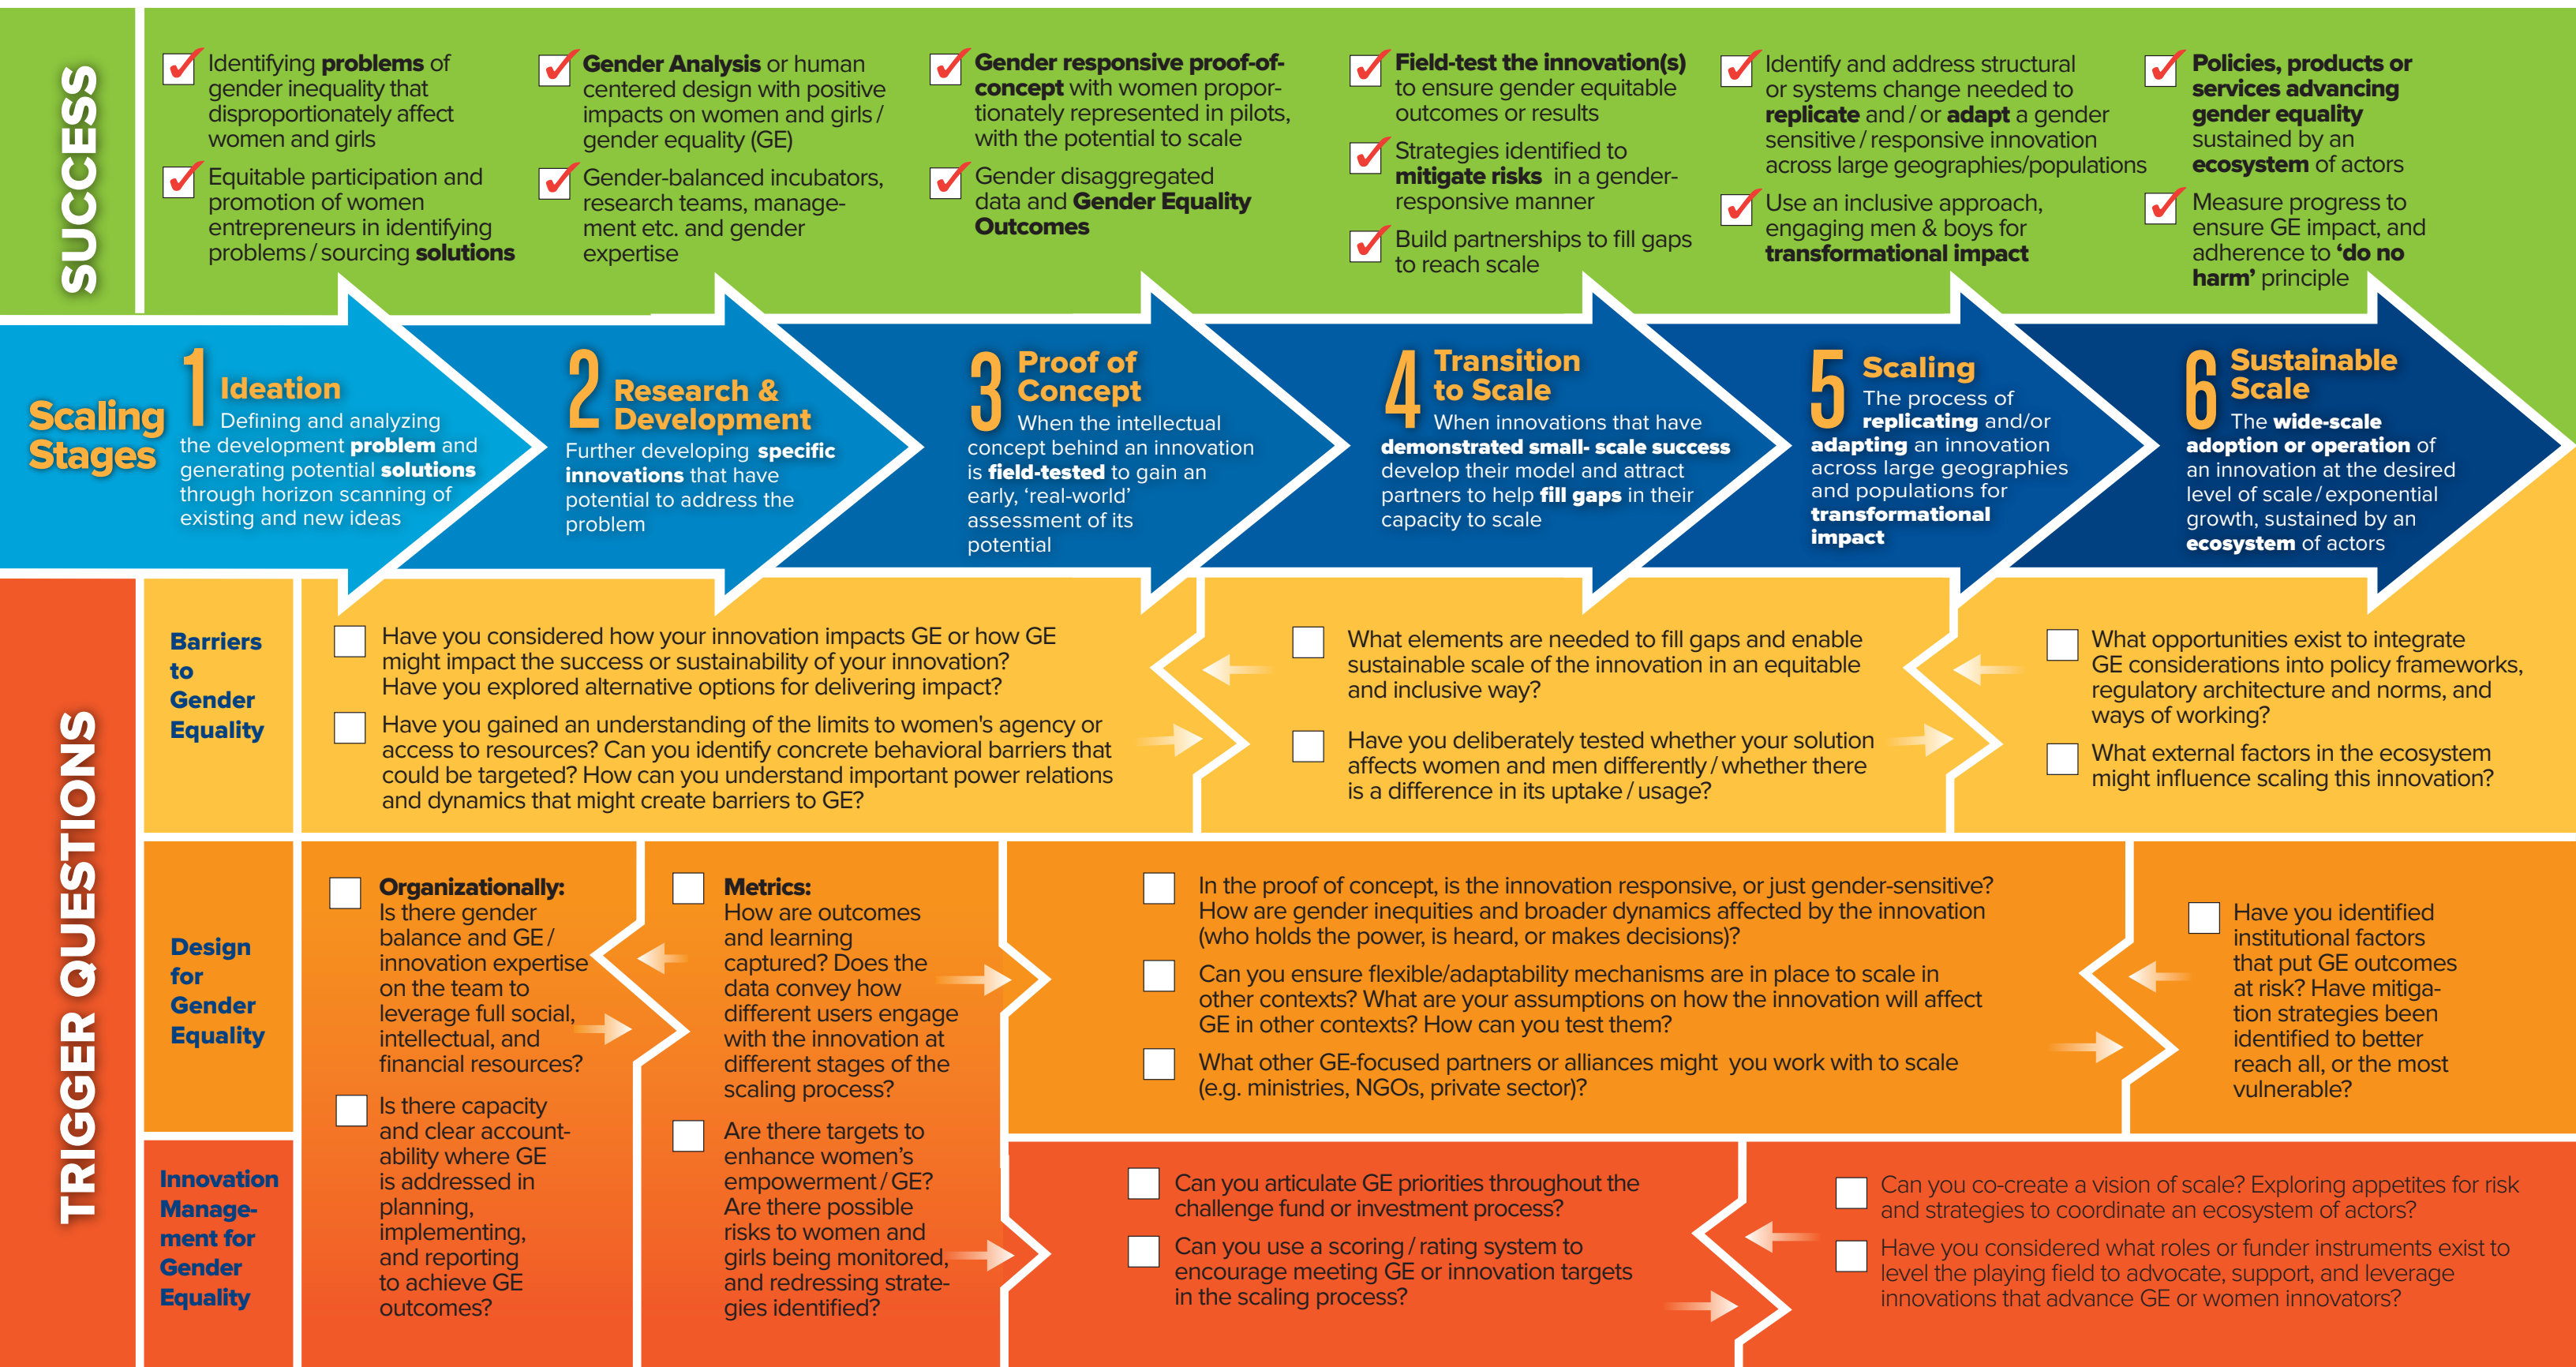 SUCCESS
Identifying problems of
gender inequality that
disproportionately affect
women and girls
Equitable participation and
promotion of women
entrepreneurs in identifying
problems / sourcing solutions
Gender Analysis or human
centered design with positive
impacts on women and girls /
gender equality (GE)
Gender-balanced incubators,
research teams, manage-
ment etc. and gender
expertise
Gender responsive proof-of-
concept with women propor-
tionately represented in pilots,
with the potential to scale
Gender disaggregated
data and Gender Equality
Outcomes
Field-test the innovation(s)
to ensure gender equitable
outcomes or results
Strategies identified to
mitigate risks in a gender-
responsive manner
Build partnerships to fill gaps
to reach scale
Identify and address structural
or systems change needed to
replicate and / or adapt a gender
sensitive / responsive innovation
across large geographies/populations
Use an inclusive approach,
engaging men & boys for
transformational impact
Policies, products or
services advancing
gender equality
sustained by an
ecosystem of actors
Measure progress to
ensure GE impact, and
adherence to ‘do no
harm’ principle
Scaling
Stages
1 Ideation
Defining and analyzing
the development problem and
generating potential solutions
through horizon scanning of
existing and new ideas
2 Research &
Development
Further developing specific
innovations that have
potential to address the
problem
3 Proof of
Concept
When the intellectual
concept behind an innovation
is field-tested to gain an
early, ‘real-world’
assessment of its
potential
4 Transition
to Scale
When innovations that have
demonstrated small- scale success
develop their model and attract
partners to help fill gaps in their
capacity to scale
5 Scaling
The process of
replicating and/or
adapting an innovation
across large geographies
and populations for
transformational
impact
6 Sustainable
Scale
The wide-scale
adoption or operation of
an innovation at the desired
level of scale / exponential
growth, sustained by an
ecosystem of actors
TRIGGER QUESTIONS
Barriers
to
Gender
Equality
Have you considered how your innovation impacts GE or how GE
might impact the success or sustainability of your innovation?
Have you explored alternative options for delivering impact?
Have you gained an understanding of the limits to women's agency or
access to resources? Can you identify concrete behavioral barriers that
could be targeted? How can you understand important power relations
and dynamics that might create barriers to GE?
What elements are needed to fill gaps and enable
sustainable scale of the innovation in an equitable
and inclusive way?
Have you deliberately tested whether your solution
affects women and men differently / whether there
is a difference in its uptake / usage?
What opportunities exist to integrate
GE considerations into policy frameworks,
regulatory architecture and norms, and
ways of working?
What external factors in the ecosystem
might influence scaling this innovation?
Design
for
Gender
Equality
Organizationally:
Is there gender
balance and GE /
innovation expertise
on the team to
leverage full social,
intellectual, and
financial resources?
Is there capacity
and clear account-
ability where GE
is addressed in
planning,
implementing,
and reporting
to achieve GE
outcomes?
Metrics:
How are outcomes
and learning
captured? Does the
data convey how
different users engage
with the innovation at
different stages of the
scaling process?
Are there targets to
enhance women’s
empowerment / GE?
Are there possible
risks to women and
girls being monitored,
and redressing strate-
gies identified?
In the proof of concept, is the innovation responsive, or just gender-sensitive?
How are gender inequities and broader dynamics affected by the innovation
(who holds the power, is heard, or makes decisions)?
Can you ensure flexible/adaptability mechanisms are in place to scale in
other contexts? What are your assumptions on how the innovation will affect
GE in other contexts? How can you test them?
What other GE-focused partners or alliances might you work with to scale
(e.g. ministries, NGOs, private sector)?
Have you identified
institutional factors
that put GE outcomes
at risk? Have mitiga-
tion strategies been
identified to better
reach all, or the most
vulnerable?
Innovation
Manage-
ment for
Gender
Equality
Can you articulate GE priorities throughout the
challenge fund or investment process?
Can you use a scoring / rating system to
encourage meeting GE or innovation targets
in the scaling process?
Can you co-create a vision of scale? Exploring appetites for risk
and strategies to coordinate an ecosystem of actors?
Have you considered what roles or funder instruments exist to
level the playing field to advocate, support, and leverage
innovations that advance GE or women innovators?